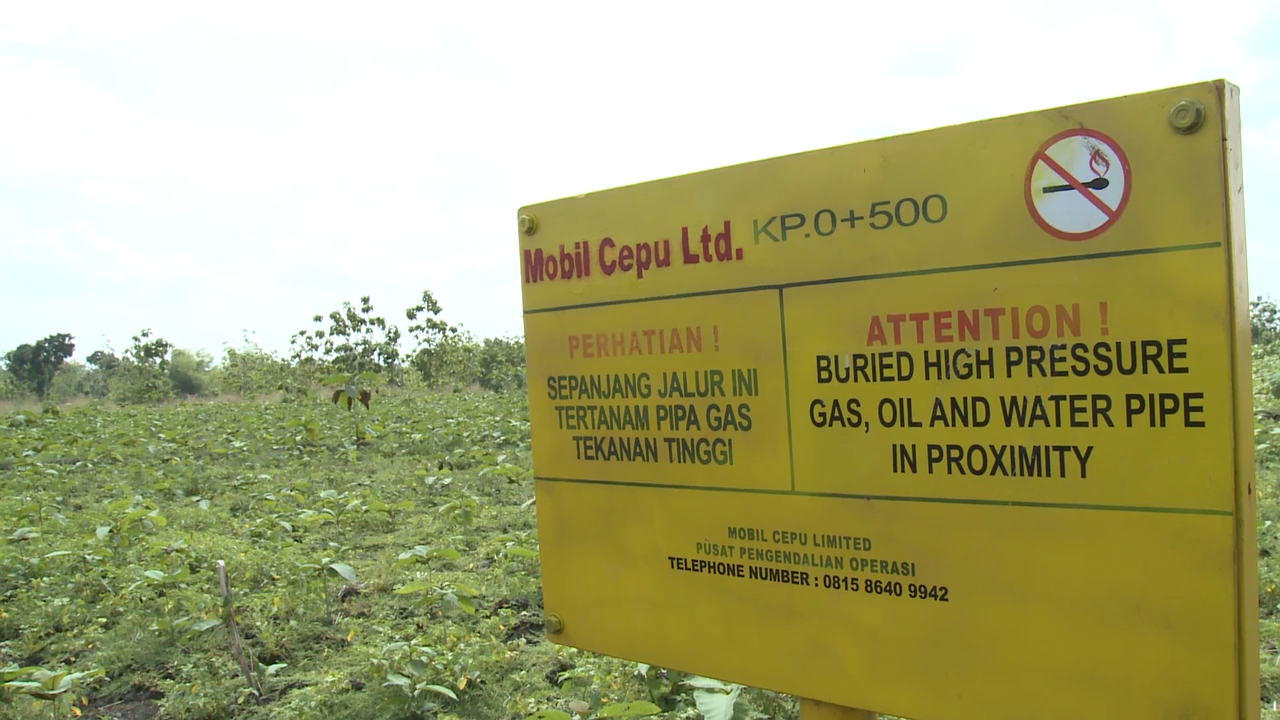 Mobil Cepu Ltd. KP.0+500
PERHATIAN !
SEPANJANG JALUR INI
TERTANAM PIPA GAS
TEKANAN TINGGI
ATTENTION !
BURIED HIGH PRESSURE
GAS, OIL AND WATER PIPE
IN PROXIMITY
MOBIL CEPU LIMITED
PUSAT PENGENDALIAN OPERASI
TELEPHONE NUMBER : 0815 8640 9942